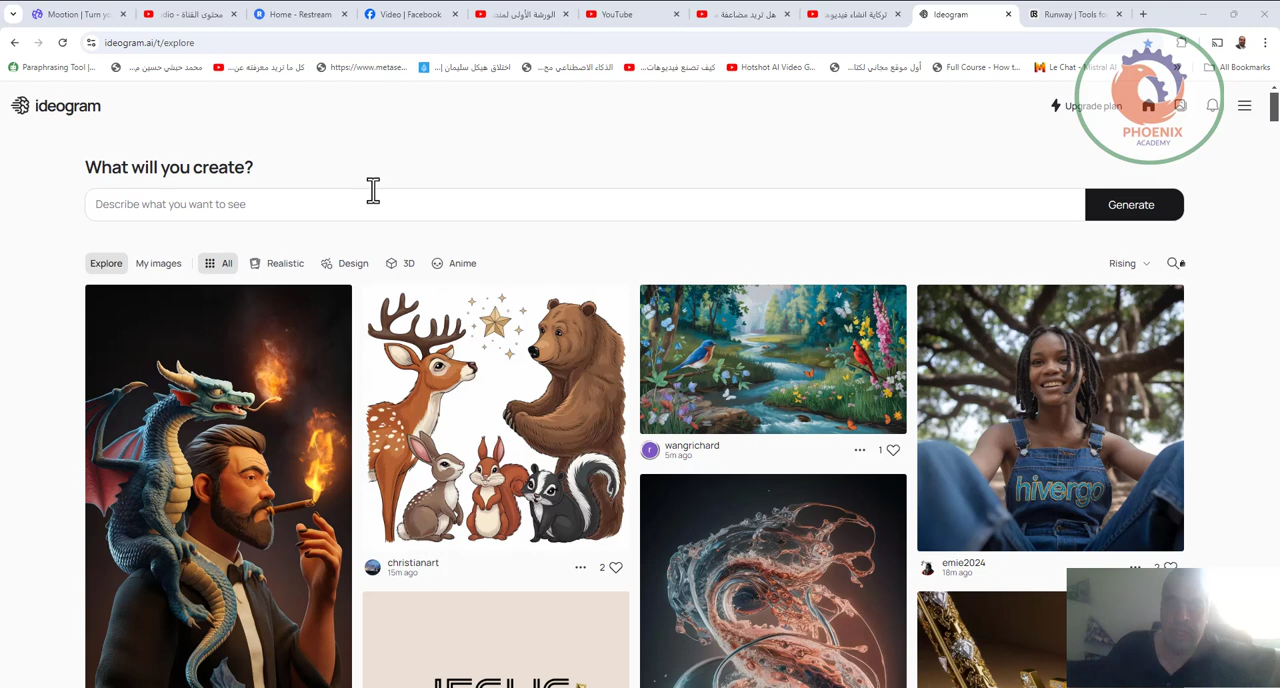 Mootion | Turn yo
محتوى القناة - dio
Home - Restream
Video | Facebook
الورشة الأولى لمند
YouTube
هل تريد مضاعفة
تركاية انشاء فيديو
Ideogram
Runway | Tools fo
ideogram.ai/t/explore
Paraphrasing Tool |...
محمد حبشي حسين م...
كل ما تريد معرفته عن...
https://www.metase...
اختلاق هيكل سليمان |...
الذكاء الاصطناعي مع...
كيف تصنع فيديوهات...
Hotshot AI Video G...
أول موقع مجاني لكتا...
Full Course - How t...
Le Chat - Mistral AI
All Bookmarks
ideogram
Upgrade plan
PHOENIX
ACADEMY
What will you create?
Describe what you want to see
Generate
Explore
My images
All
Realistic
Design
3D
Anime
Rising
hivergo
wangrichard
5m ago
1
christianart
15m ago
2
emie2024
18m ago
2